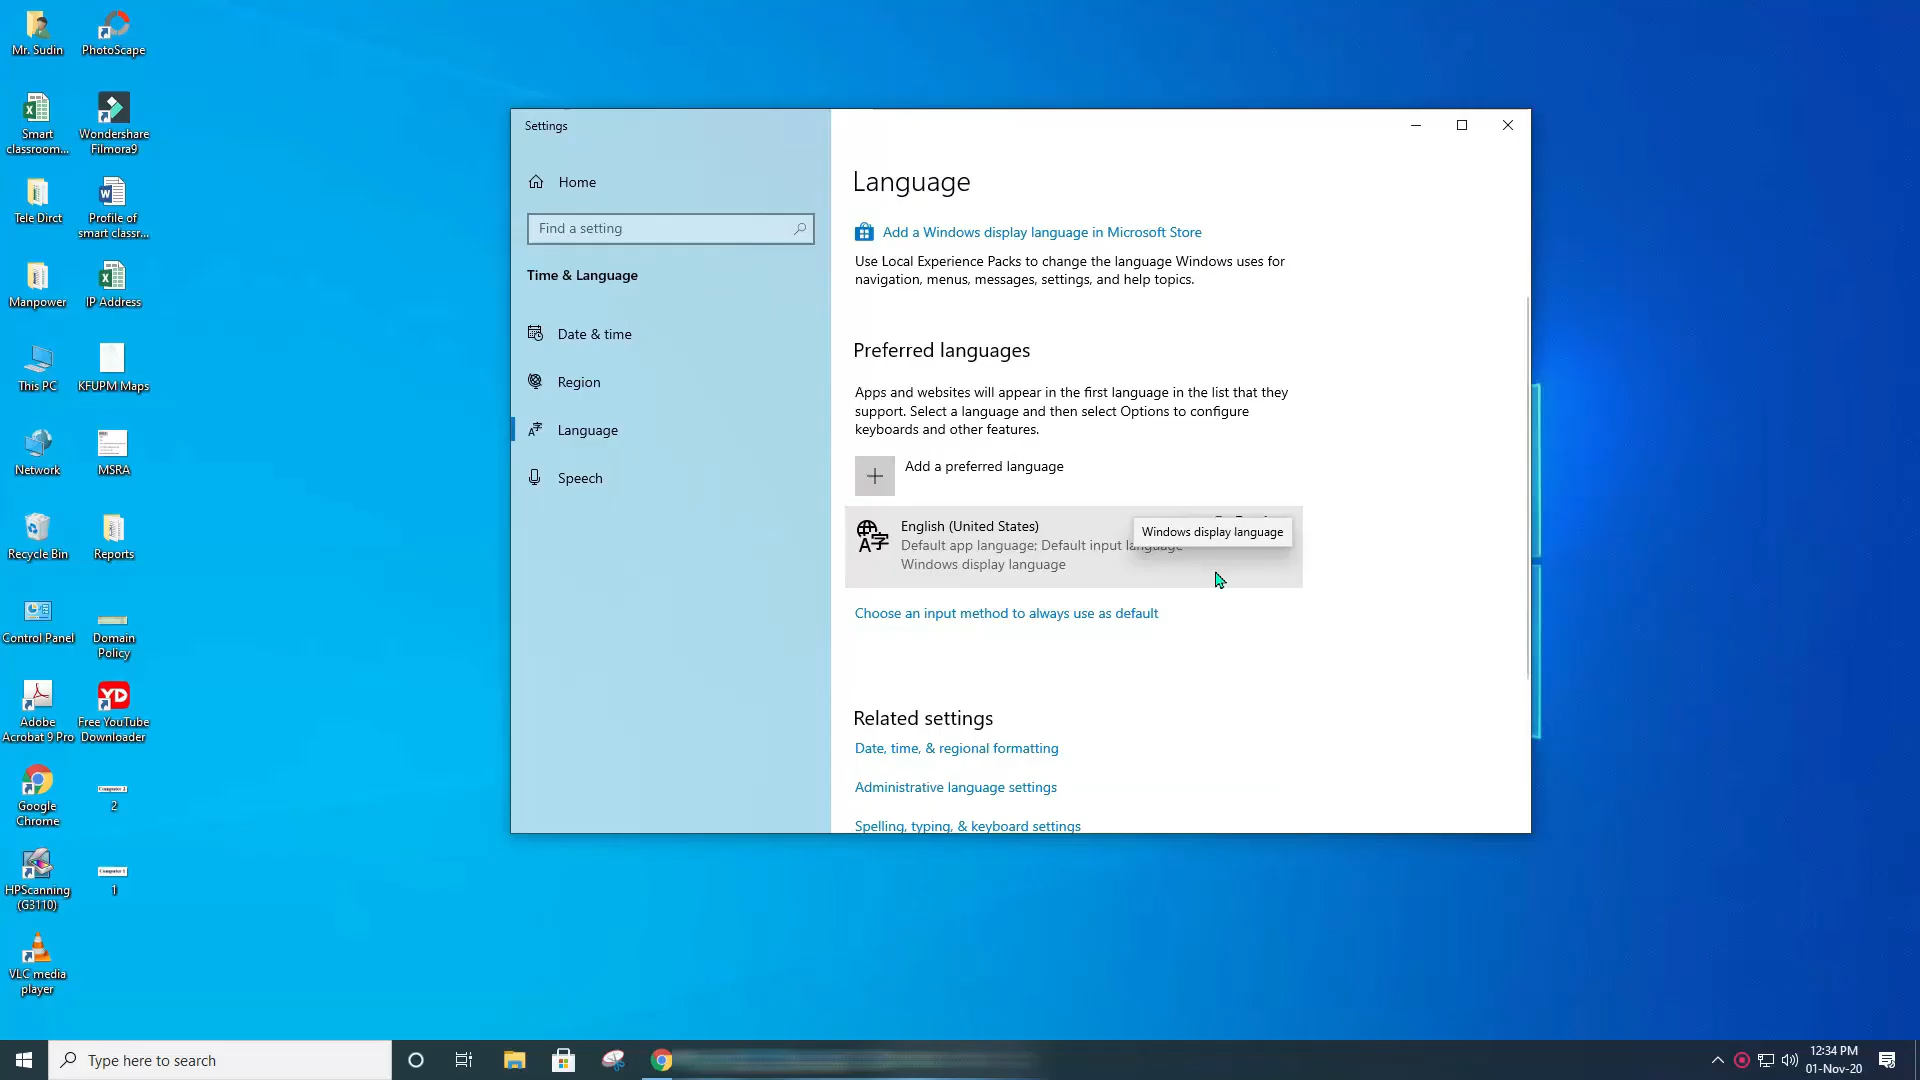 Mr. Sudin
PhotoScape
Smart
classroom...
Wondershare
Filmora9
Tele Dirct
Profile of
smart classr...
Manpower
IP Address
This PC
KFUPM Maps
Network
MSRA
Recycle Bin
Reports
Control Panel
Domain
Policy
Adobe
Acrobat 9 Pro
Free YouTube
Downloader
Google
Chrome
Computer 2
2
HPScanning
(G3110)
Computer 1
1
VLC media
player
Settings
Home
Find a setting
Time & Language
Date & time
Region
Language
Speech
Language
Add a Windows display language in Microsoft Store
Use Local Experience Packs to change the language Windows uses for
navigation, menus, messages, settings, and help topics.
Preferred languages
Apps and websites will appear in the first language in the list that they
support. Select a language and then select Options to configure
keyboards and other features.
Add a preferred language
English (United States)
Windows display language
Default app language; Default input language
Windows display language
Choose an input method to always use as default
Related settings
Date, time, & regional formatting
Administrative language settings
Spelling, typing, & keyboard settings
Type here to search
12:34 PM
01-Nov-20